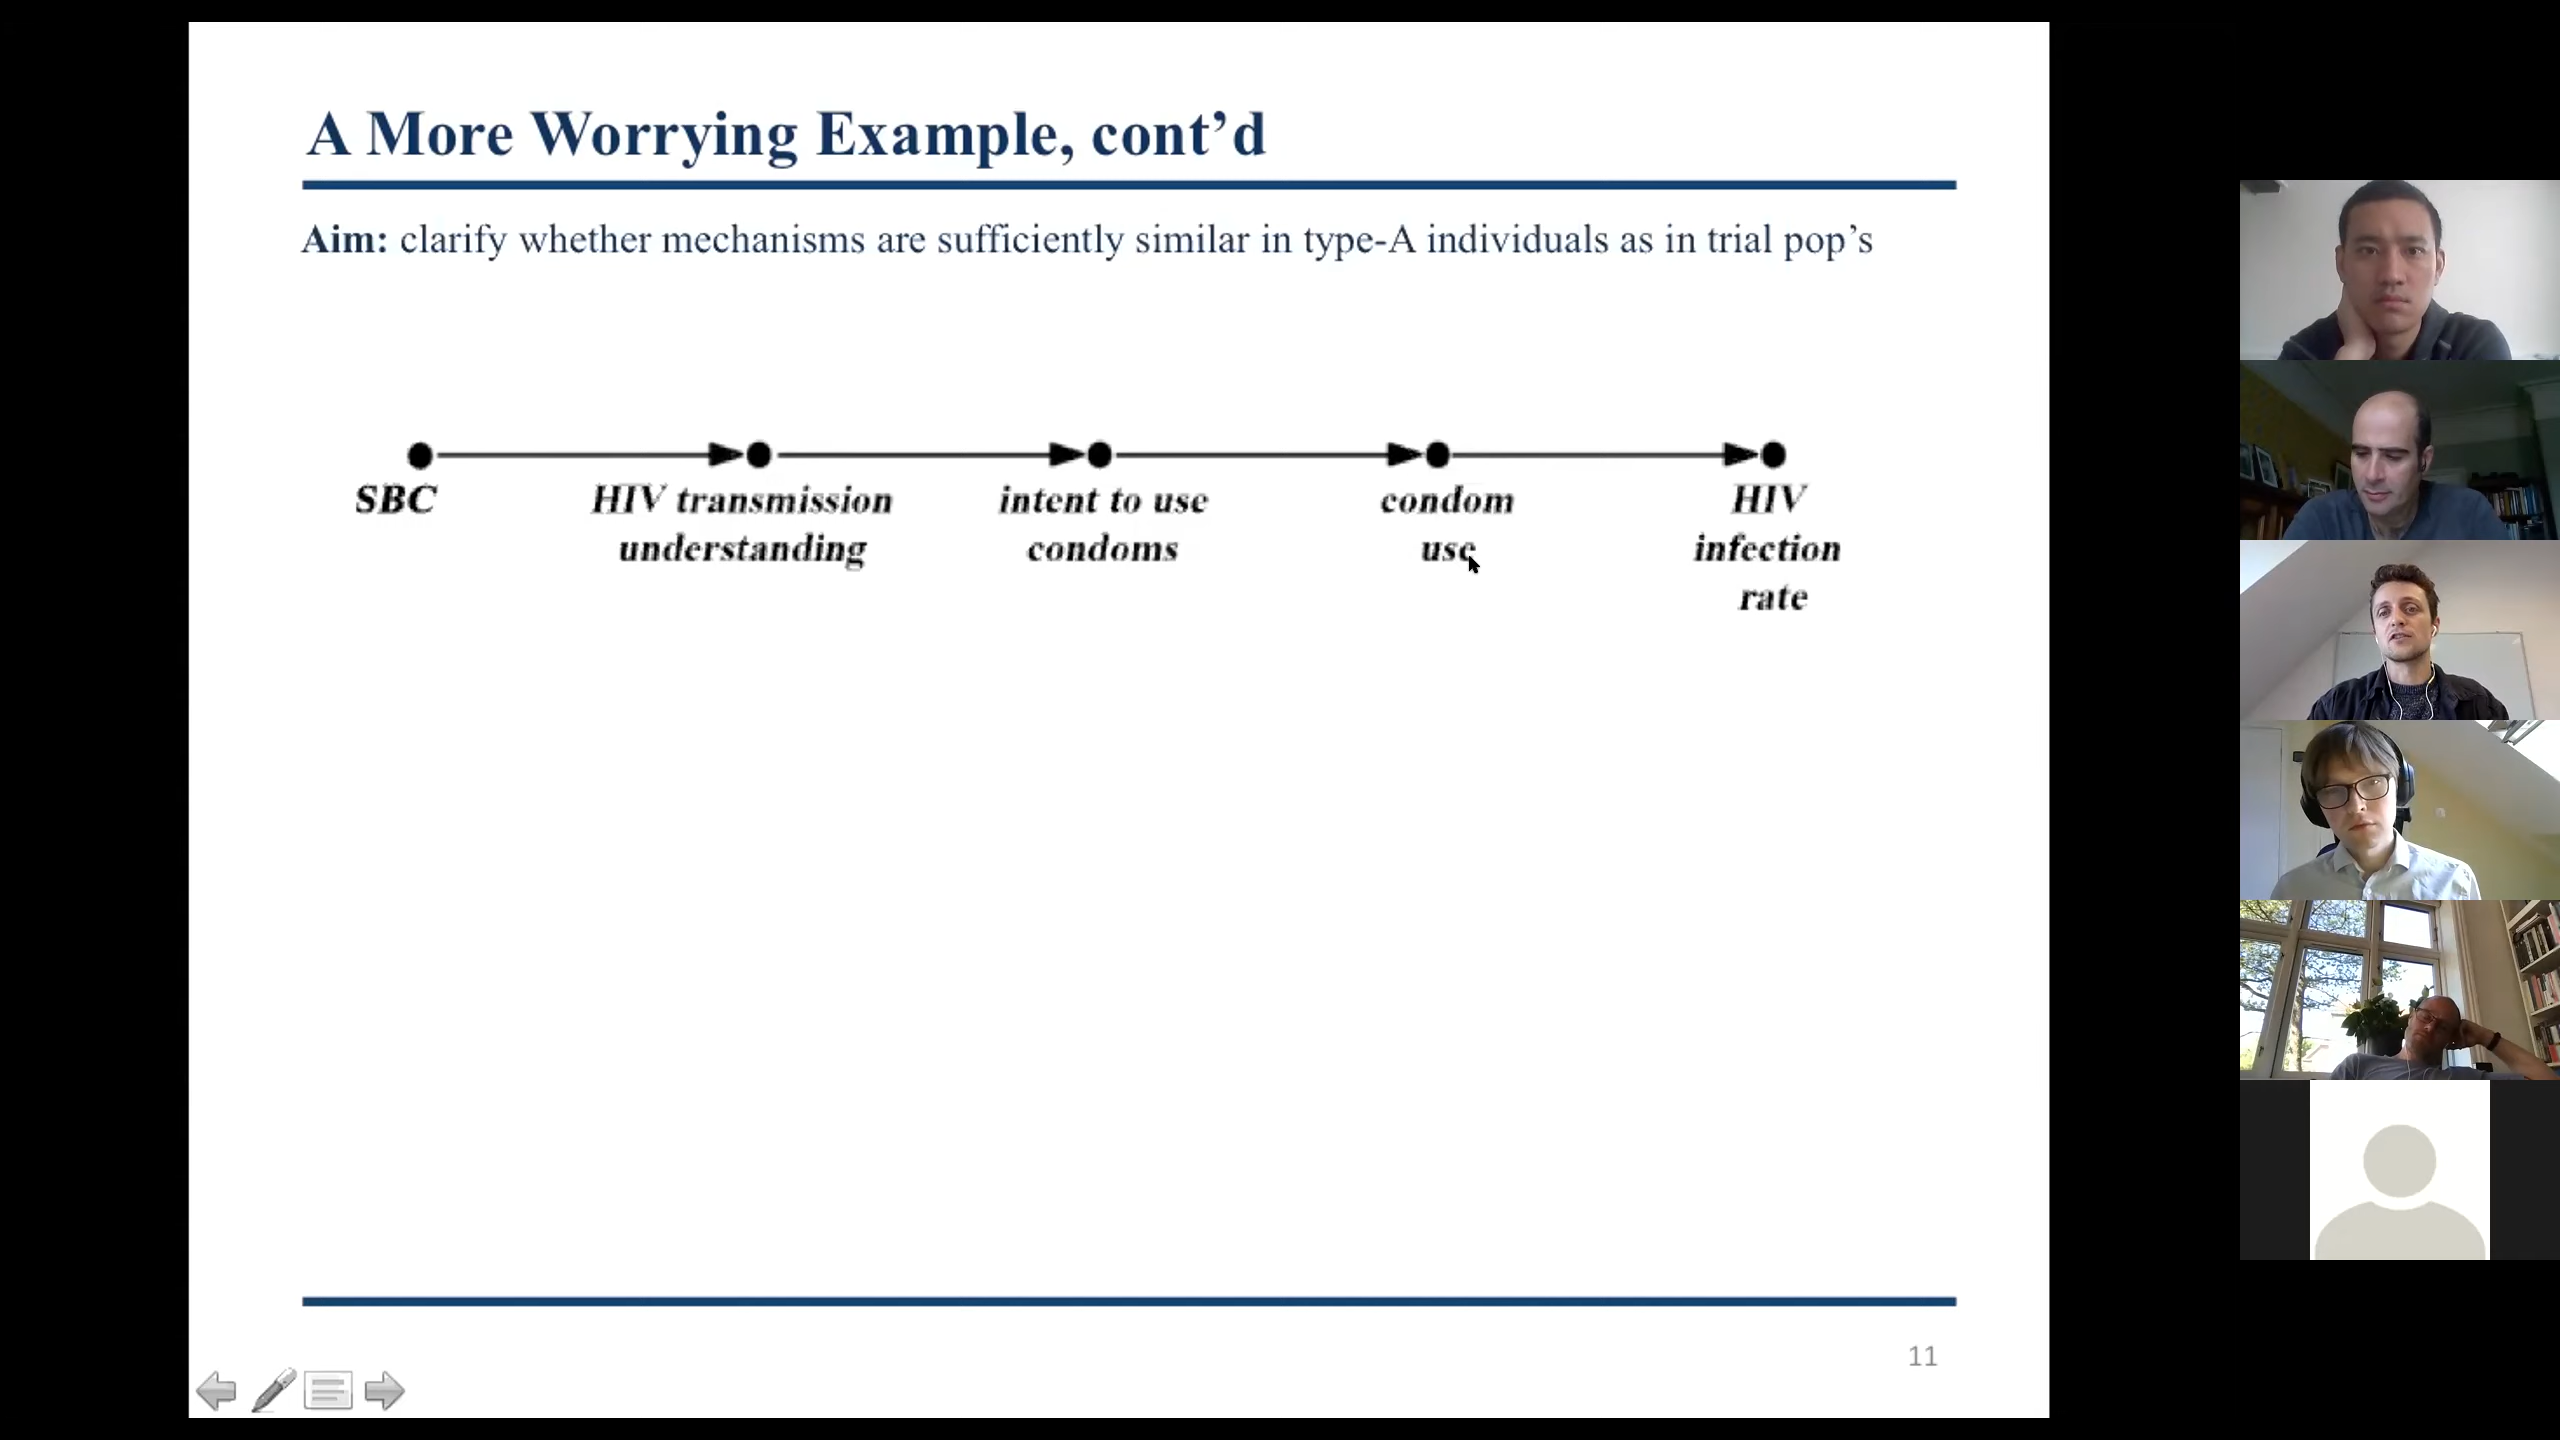 A More Worrying Example, cont’d
Aim: clarify whether mechanisms are sufficiently similar in type-A individuals as in trial pop’s
SBC
HIV transmission
understanding
intent to use
condoms
condom
use
HIV
infection
rate
11